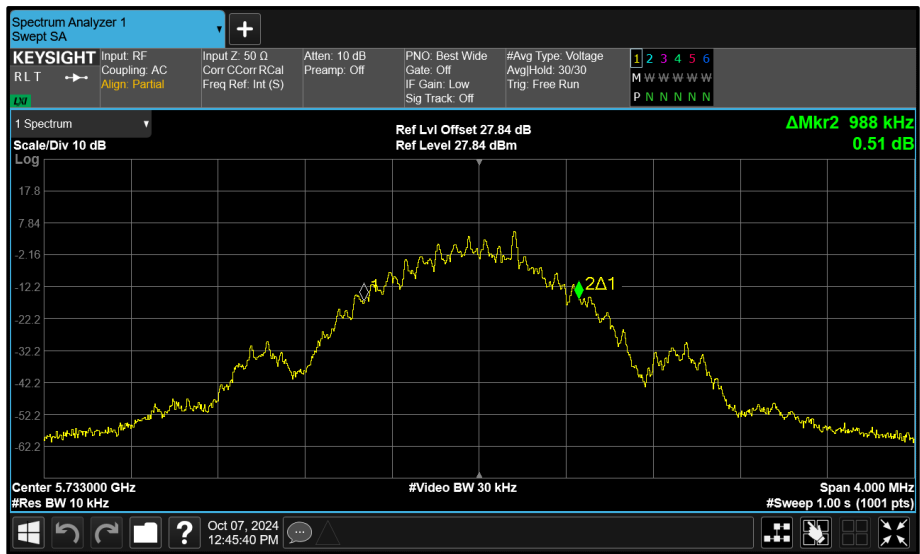 Spectrum Analyzer 1
Swept SA
KEYSIGHT
R L T
LXI
Input: RF
Coupling: AC
Align: Partial
Input Z: 50 Ω
Corr CCorr RCal
Freq Ref: Int (S)
Atten: 10 dB
Preamp: Off
PNO: Best Wide
Gate: Off
IF Gain: Low
Sig Track: Off
#Avg Type: Voltage
Avg|Hold: 30/30
Trig: Free Run
1 2 3 4 5 6
M W W W W W
P N N N N N
1 Spectrum
Scale/Div 10 dB
Ref Lvl Offset 27.84 dB
Ref Level 27.84 dBm
ΔMkr2 988 kHz
0.51 dB
Log
17.8
7.84
-2.16
-12.2
-22.2
-32.2
-42.2
-52.2
-62.2
1
2Δ1
Center 5.733000 GHz
#Res BW 10 kHz
#Video BW 30 kHz
Span 4.000 MHz
#Sweep 1.00 s (1001 pts)
?
Oct 07, 2024
12:45:40 PM